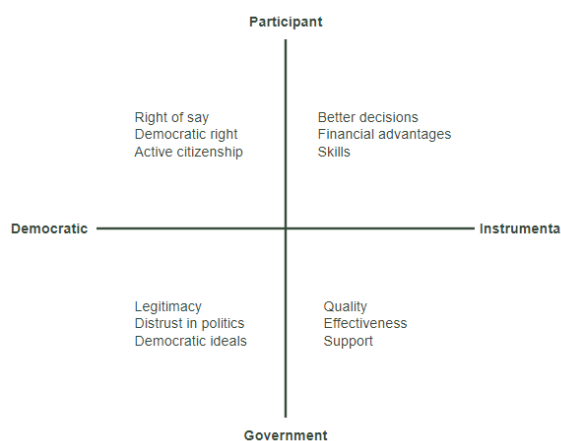 Participant
Right of say
Democratic right
Active citizenship
Better decisions
Financial advantages
Skills
Democratic
Instrumenta
Legitimacy
Distrust in politics
Democratic ideals
Quality
Effectiveness
Support
Government